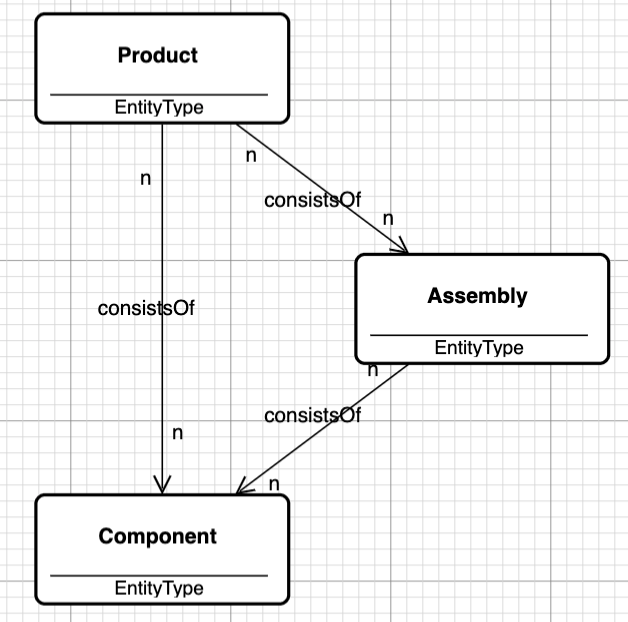 Product
EntityType
n
n
consistsOf
n
Assembly
consistsOf
EntityType
n
consistsOf
n
n
Component
EntityType